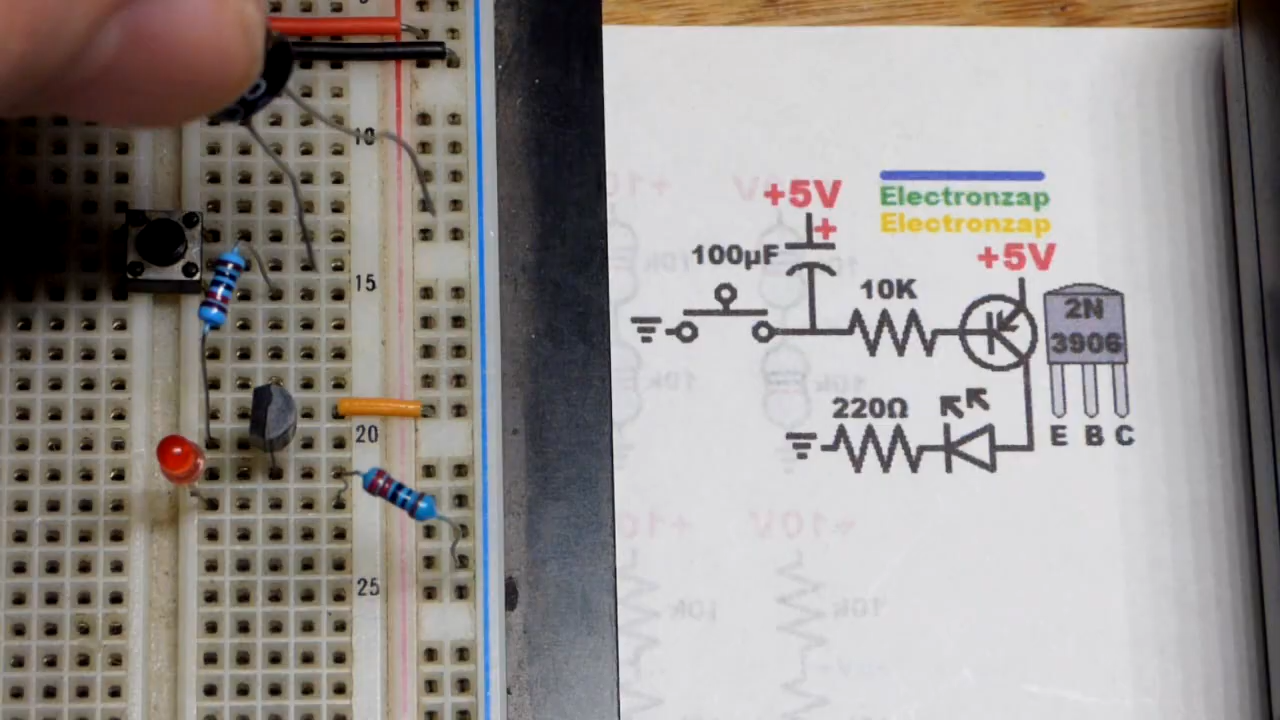 10
15
20
25
+5V
+
100µF
Electronzap
Electronzap
+5V
10K
2N
3906
220Ω
E B C